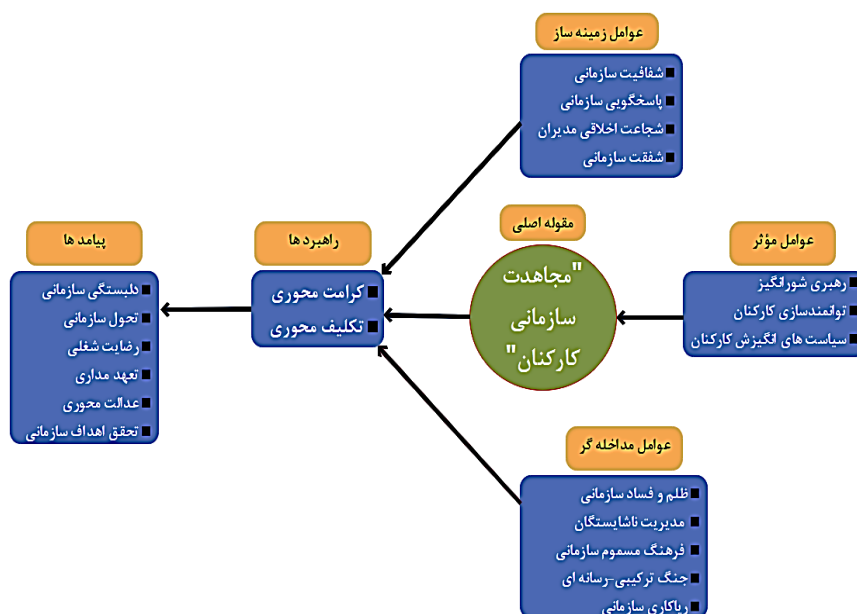 عوامل زمینه ساز
شفافیت سازمانی
پاسخگویی سازمانی
شجاعت اخلاقی مدیران
شفقت سازمانی
عوامل مؤثر
رهبری شورانگیز
توانمندسازی کارکنان
سیاست های انگیزش کارکنان
مقوله اصلی
"مجاهدت
سازمانی
کارکنان"
راهبرد ها
کرامت محوری
تکلیف محوری
پیامد ها
دلبستگی سازمانی
تحول سازمانی
رضایت شغلی
تعهد مداری
عدالت محوری
تحقق اهداف سازمانی
عوامل مداخله گر
ظلم و فساد سازمانی
مدیریت ناشایستگان
فرهنگ مسموم سازمانی
جنگ ترکیبی-رسانه ای
ریاکاری سازمانی